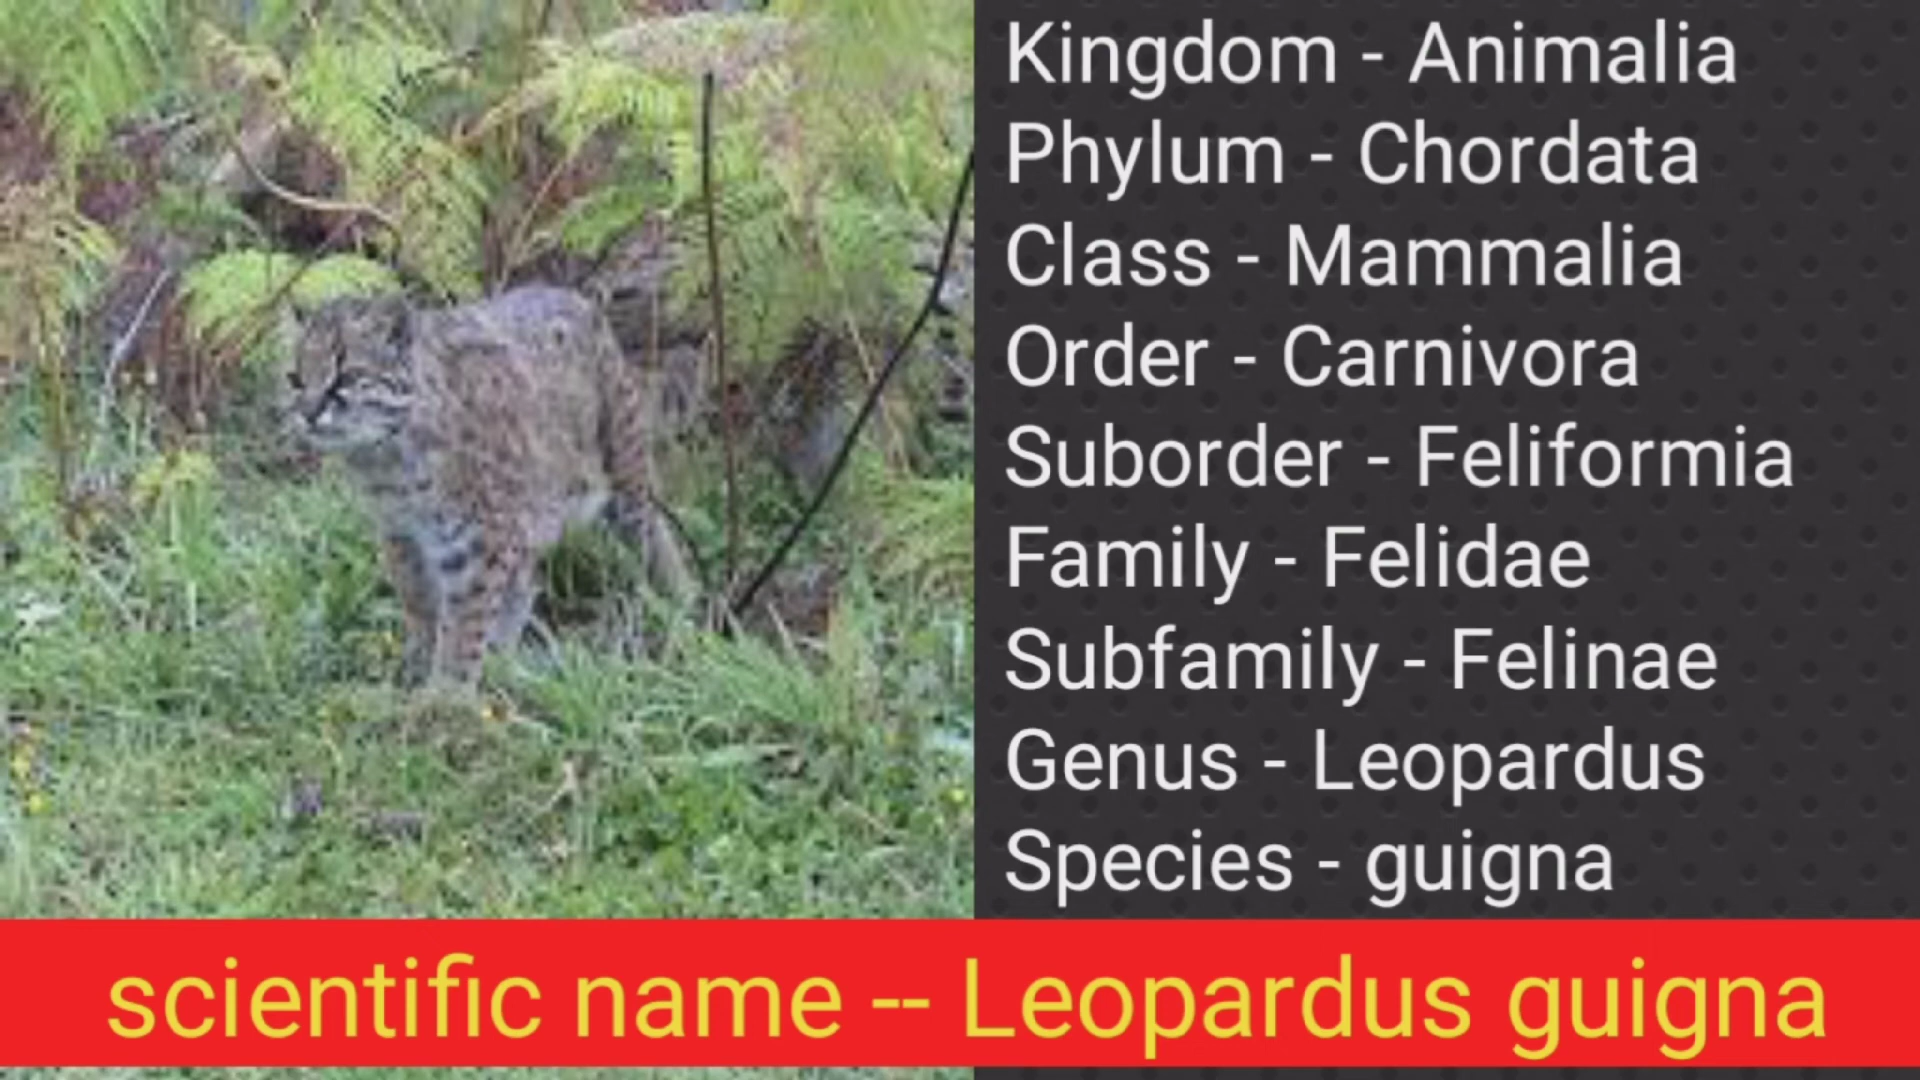 Kingdom - Animalia
Phylum - Chordata
Class - Mammalia
Order - Carnivora
Suborder - Feliformia
Family - Felidae
Subfamily - Felinae
Genus - Leopardus
Species - guigna
scientific name -- Leopardus guigna